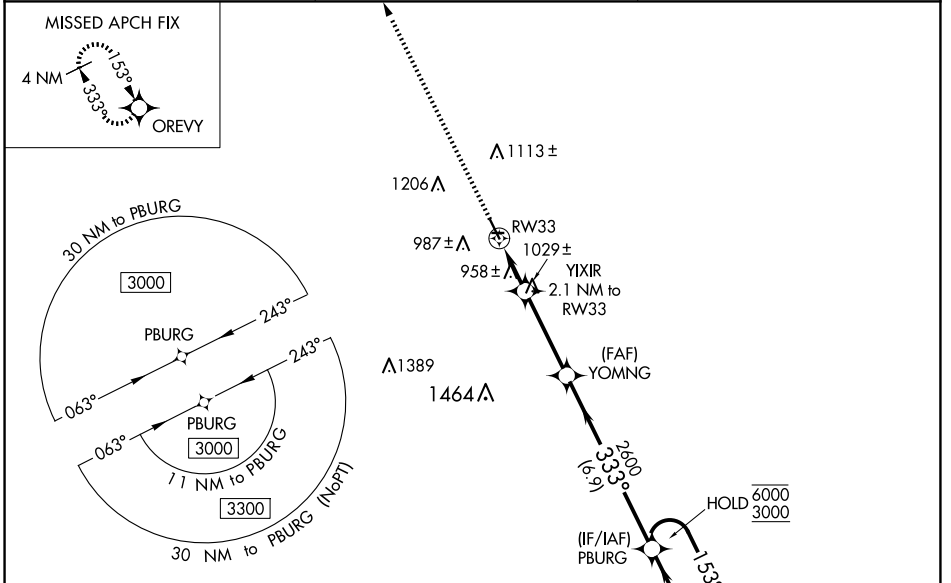 MISSED APCH FIX
4 NM
153°
333°
OREVY
1113 ±
1206
RW33
987 ±
1029 ±
958 ±
YIXIR
2.1 NM to
RW33
30 NM to PBURG
3000
243°
PBURG
063°
243°
PBURG
063°
3000
11 NM to PBURG
3300
30 NM to PBURG (NoPT)
1389
1464
(FAF)
YOMNG
2600
333°
(6.9)
HOLD 6000
3000
(IF/IAF)
PBURG
153°